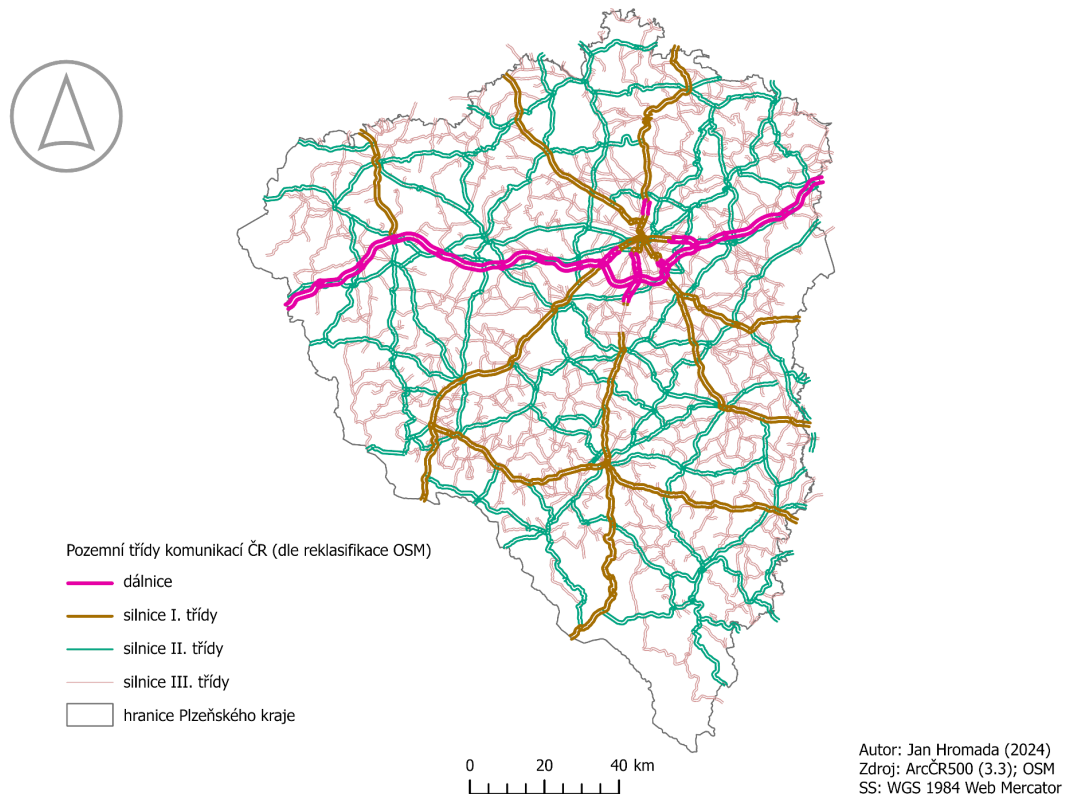 Pozemní třídy komunikací ČR (dle reklasifikace OSM)
dálnice
silnice I. třídy
silnice II. třídy
silnice III. třídy
hranice Plzeňského kraje
0 20 40 km
Autor: Jan Hromada (2024)
Zdroj: ArcČR500 (3.3); OSM
SS: WGS 1984 Web Mercator